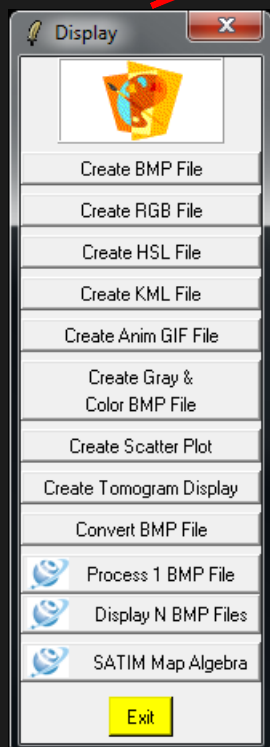 Display
Create BMP File
Create RGB File
Create HSL File
Create KML File
Create Anim GIF File
Create Gray &
Color BMP File
Create Scatter Plot
Create Tomogram Display
Convert BMP File
Process 1 BMP File
Display N BMP Files
SATIM Map Algebra
Exit